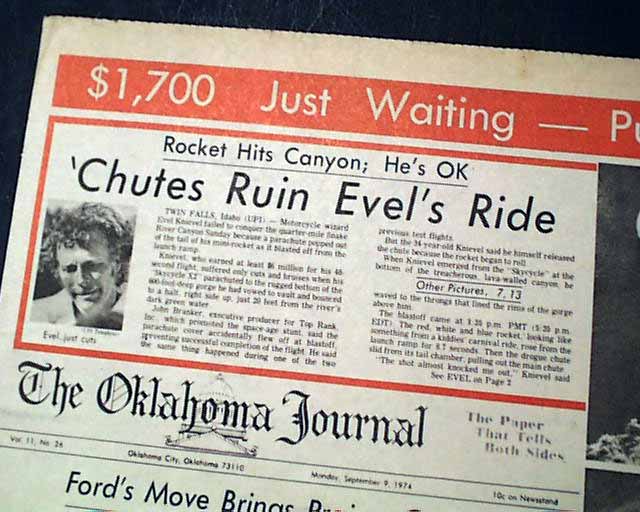 $1,700 Just Waiting — Pu
Rocket Hits Canyon; He's OK
'Chutes Ruin Evel's Ride
Evel...just cuts
TWIN FALLS, Idaho (UPI) — Motorcycle wizard
Evel Knievel failed to conquer the quarter-mile
River Canyon Sunday because a parachute popped out
of the tail of his mini-rocket as it blasted off from the
launch ramp.
Knievel, who earned at least $6 million for his
second flight, suffered only cuts and bruises when his
"Skycycle X2" parachuted to the rugged bottom of the
600-foot-deep gorge he had vowed to vault and bounced
to a halt, right side up, just 20 feet from the river's
dark green water.
John Branker, executive producer for Top Rank,
Inc. which promoted the space-age stunt, said the
parachute cover accidentally flew off at blastoff,
preventing successful completion of the flight. He said
the same thing happened during one of the two
previous test flights.
But the 34-year-old Knievel said he himself released
the chute because the rocket began to roll.
When Knievel emerged from the "Skycycle" at the
bottom of the treacherous, lava-walled canyon, he
Other Pictures, 7, 13
waved to the throngs that lined the rims of the gorge
above him.
The blastoff came at PMT
EDT) The red, white and blue rocket, looking like
something from a kiddies' carnival ride, rose from the
launch ramp for 8.7 seconds. Then the drogue chute
slid from its tail chamber, pulling out the main chute.
"The shot almost knocked me out," Knievel said
See EVEL on Page 2
The Oklahoma Journal
The Paper
That Tells
Both Sides
Vol. 11, No. 26
Oklahoma City, Oklahoma 73110
Monday, September 9, 1974
10c on Newsstand
Ford's Move Brings